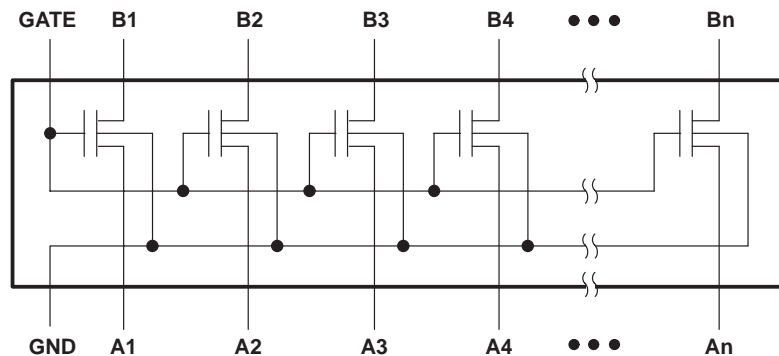 GATE B1 B2 B3 B4 ••• Bn
GND A1 A2 A3 A4 ••• An